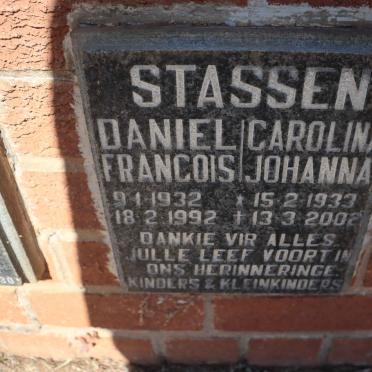 STASSEN
DANIEL CAROLINA
FRANCOIS JOHANNA
9·1·1932 ★ 15·2·1933
18·2·1992 ✝ 13·3·2002
DANKIE VIR ALLES
JULLE LEEF VOORT IN
ONS HERINNERINGE
KINDERS & KLEINKINDERS